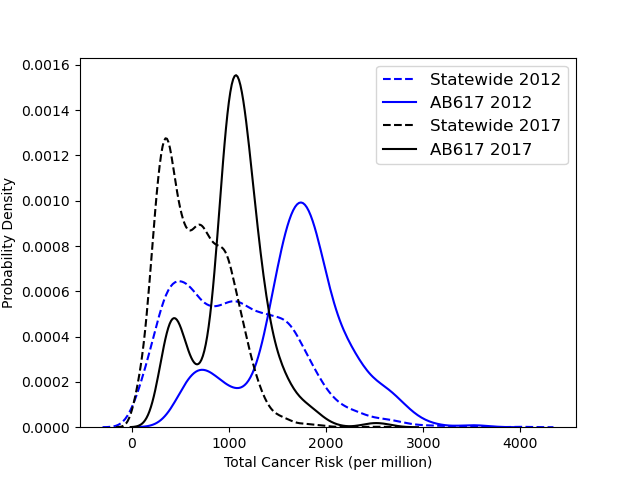 0.0016
0.0014
0.0012
0.0010
0.0008
0.0006
0.0004
0.0002
0.0000
Probability Density
Statewide 2012
AB617 2012
Statewide 2017
AB617 2017
0 1000 2000 3000 4000
Total Cancer Risk (per million)